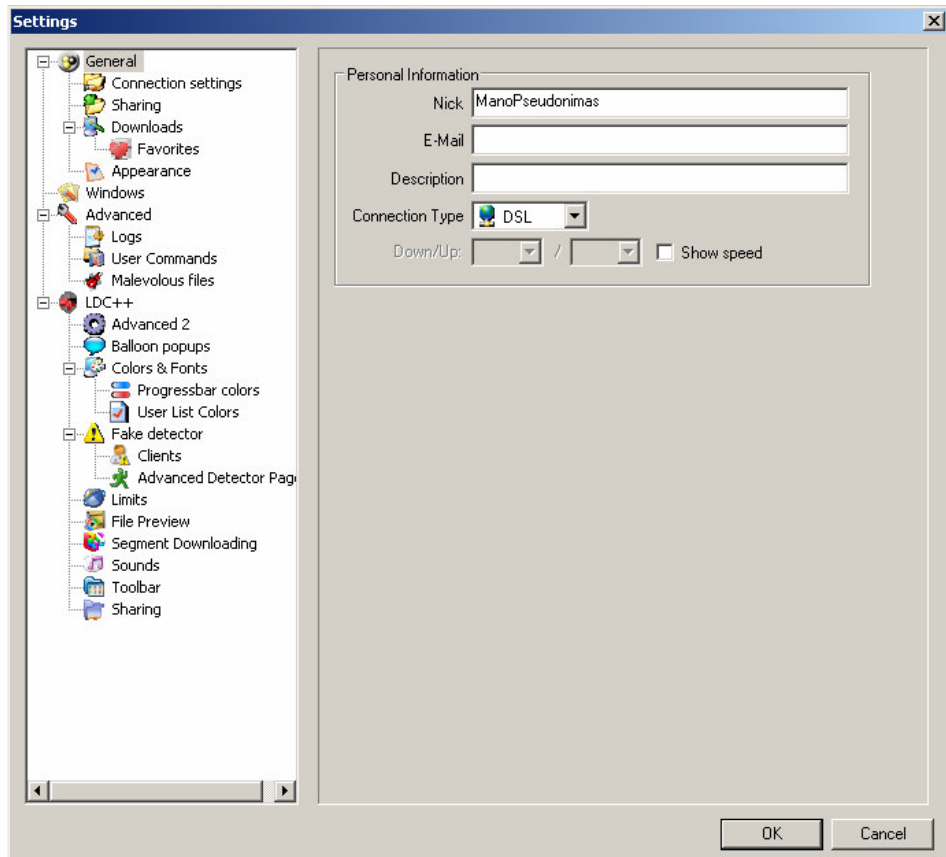 Settings
General
Connection settings
Sharing
Downloads
Favorites
Appearance
Windows
Advanced
Logs
User Commands
Malevolous files
LDC++
Advanced 2
Balloon popups
Colors & Fonts
Progressbar colors
User List Colors
Fake detector
Clients
Advanced Detector Pag
Limits
File Preview
Segment Downloading
Sounds
Toolbar
Sharing
Personal Information
Nick ManoPseudonimas
E-Mail
Description
Connection Type DSL
Down/Up: / Show speed
OK Cancel